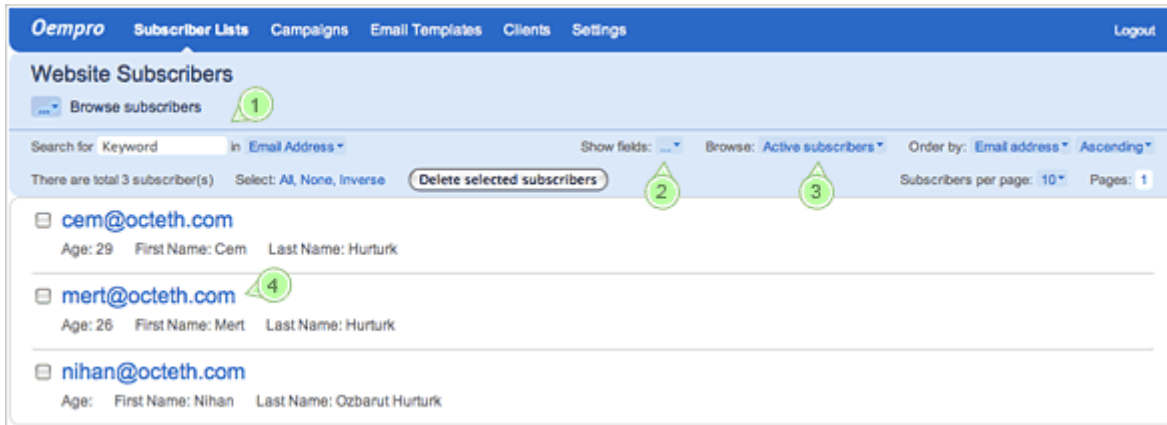 Oempro Subscriber Lists Campaigns Email Templates Clients Settings Logout
Website Subscribers
... Browse subscribers 1
Search for Keyword in Email Address Show fields: ... Browse: Active subscribers Order by: Email address Ascending
There are total 3 subscriber(s) Select: All, None, Inverse Delete selected subscribers 2 3 Subscribers per page: 10 Pages: 1
cem@octeth.com
Age: 29 First Name: Cem Last Name: Hurturk
mert@octeth.com 4
Age: 26 First Name: Mert Last Name: Hurturk
nihan@octeth.com
Age: First Name: Nihan Last Name: Ozbarut Hurturk